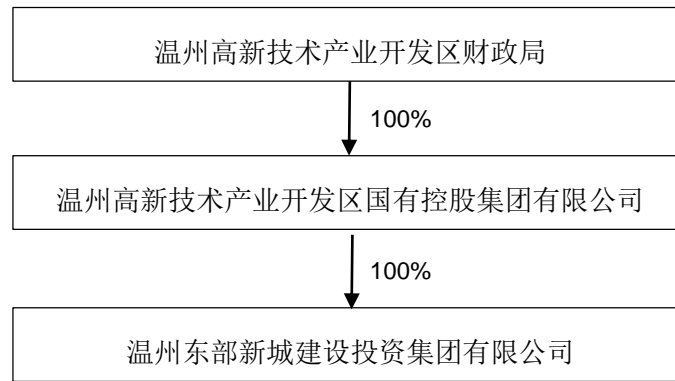 温州高新技术产业开发区财政局
100%
温州高新技术产业开发区国有控股集团有限公司
100%
温州东部新城建设投资集团有限公司